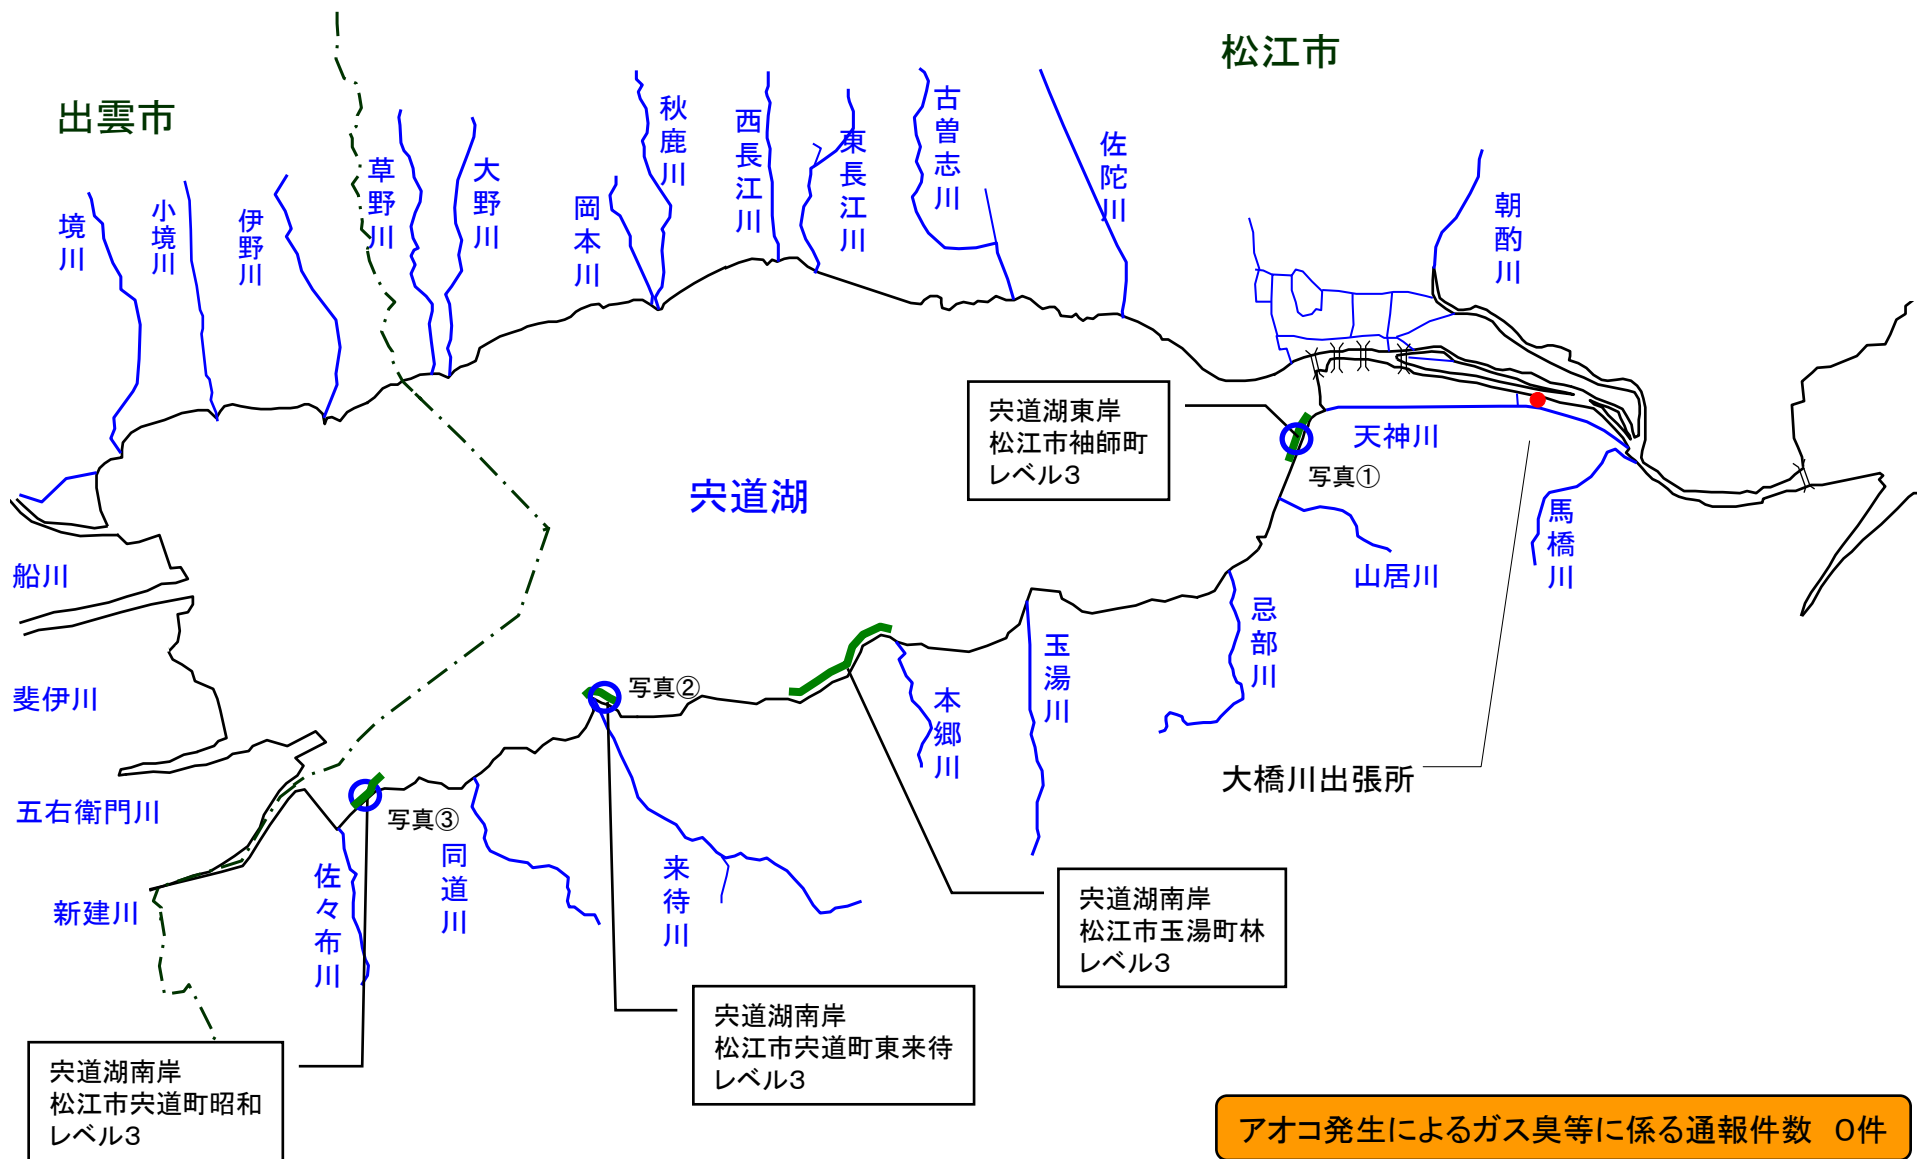 松江市
出雲市
境川
小境川
伊野川
草野川
大野川
岡本川
秋鹿川
西長江川
東長江川
古曽志川
佐陀川
朝酌川
宍道湖東岸
松江市袖師町
レベル3
写真①
天神川
宍道湖
馬橋川
山居川
船川
忌部川
玉湯川
斐伊川
写真②
本郷川
大橋川出張所
五右衛門川
写真③
同道川
来待川
佐々布川
新建川
宍道湖南岸
松江市玉湯町林
レベル3
宍道湖南岸
松江市宍道町東来待
レベル3
宍道湖南岸
松江市宍道町昭和
レベル3
アオコ発生によるガス臭等に係る通報件数　0件